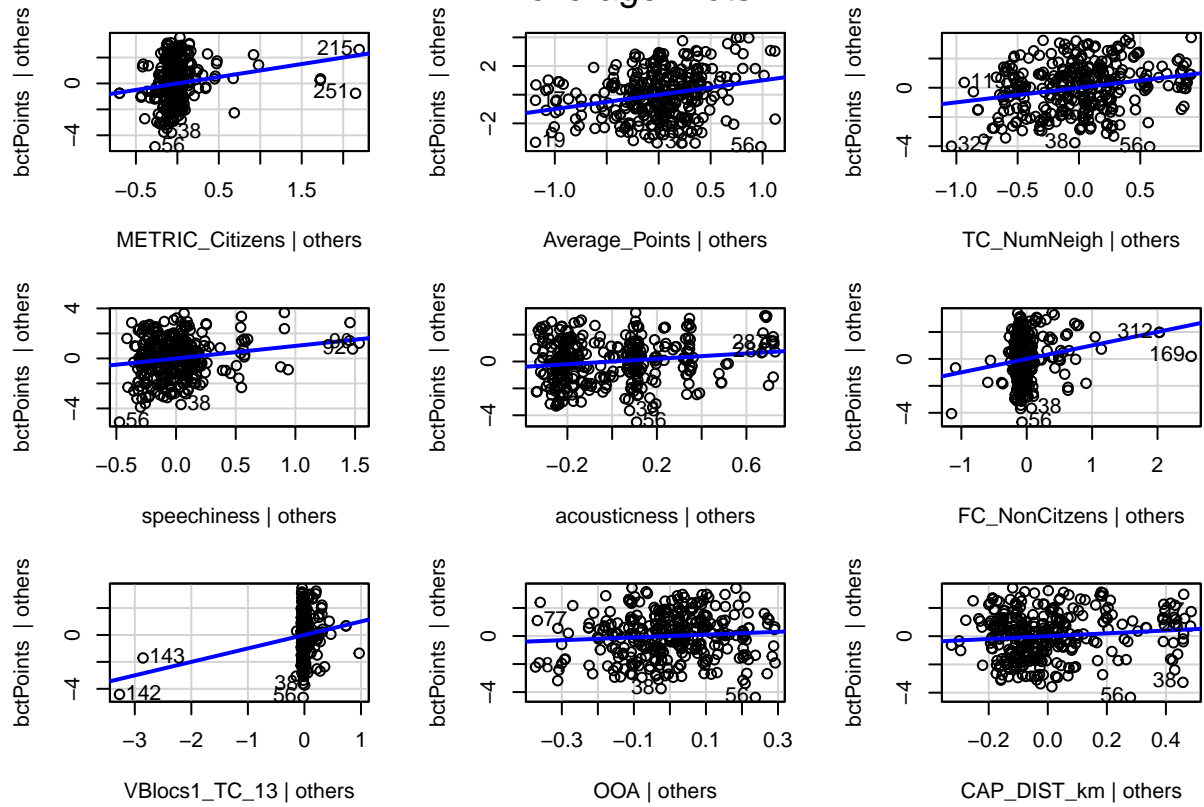 bctPoints | others
−4 0
215
251
38
56
−0.5 0.5 1.5
METRIC_Citizens | others
bctPoints | others
−2 2
19
56
−1.0 0.0 1.0
Average_Points | others
bctPoints | others
−4 0
327
38
56
−1.0 −0.5 0.0 0.5
TC_NumNeigh | others
bctPoints | others
−4 0 4
92
38
56
−0.5 0.0 0.5 1.0 1.5
speechiness | others
bctPoints | others
−4 0
56
−0.2 0.2 0.6
acousticness | others
bctPoints | others
−4 0
312
169
38
56
−1 0 1 2
FC_NonCitzens | others
bctPoints | others
−4 0
143
142
56
−3 −2 −1 0 1
VBlocs1_TC_13 | others
bctPoints | others
−4 0
77
38
56
−0.3 −0.1 0.1 0.3
OOA | others
bctPoints | others
−4 0
56
38
−0.2 0.0 0.2 0.4
CAP_DIST_km | others